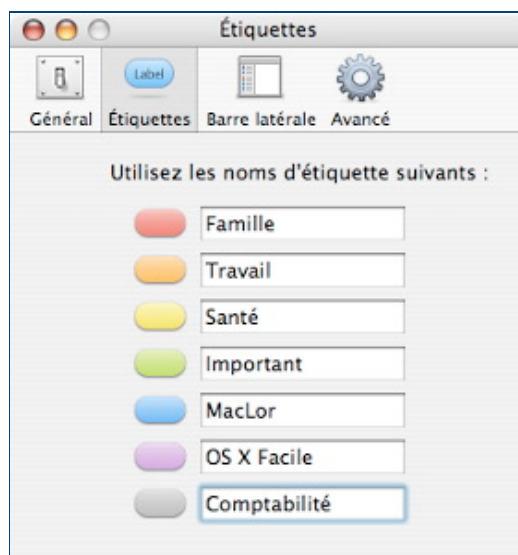 Étiquettes
Label
Général Étiquettes Barre latérale Avancé
Utilisez les noms d'étiquette suivants :
Famille
Travail
Santé
Important
MacLor
OS X Facile
Comptabilité